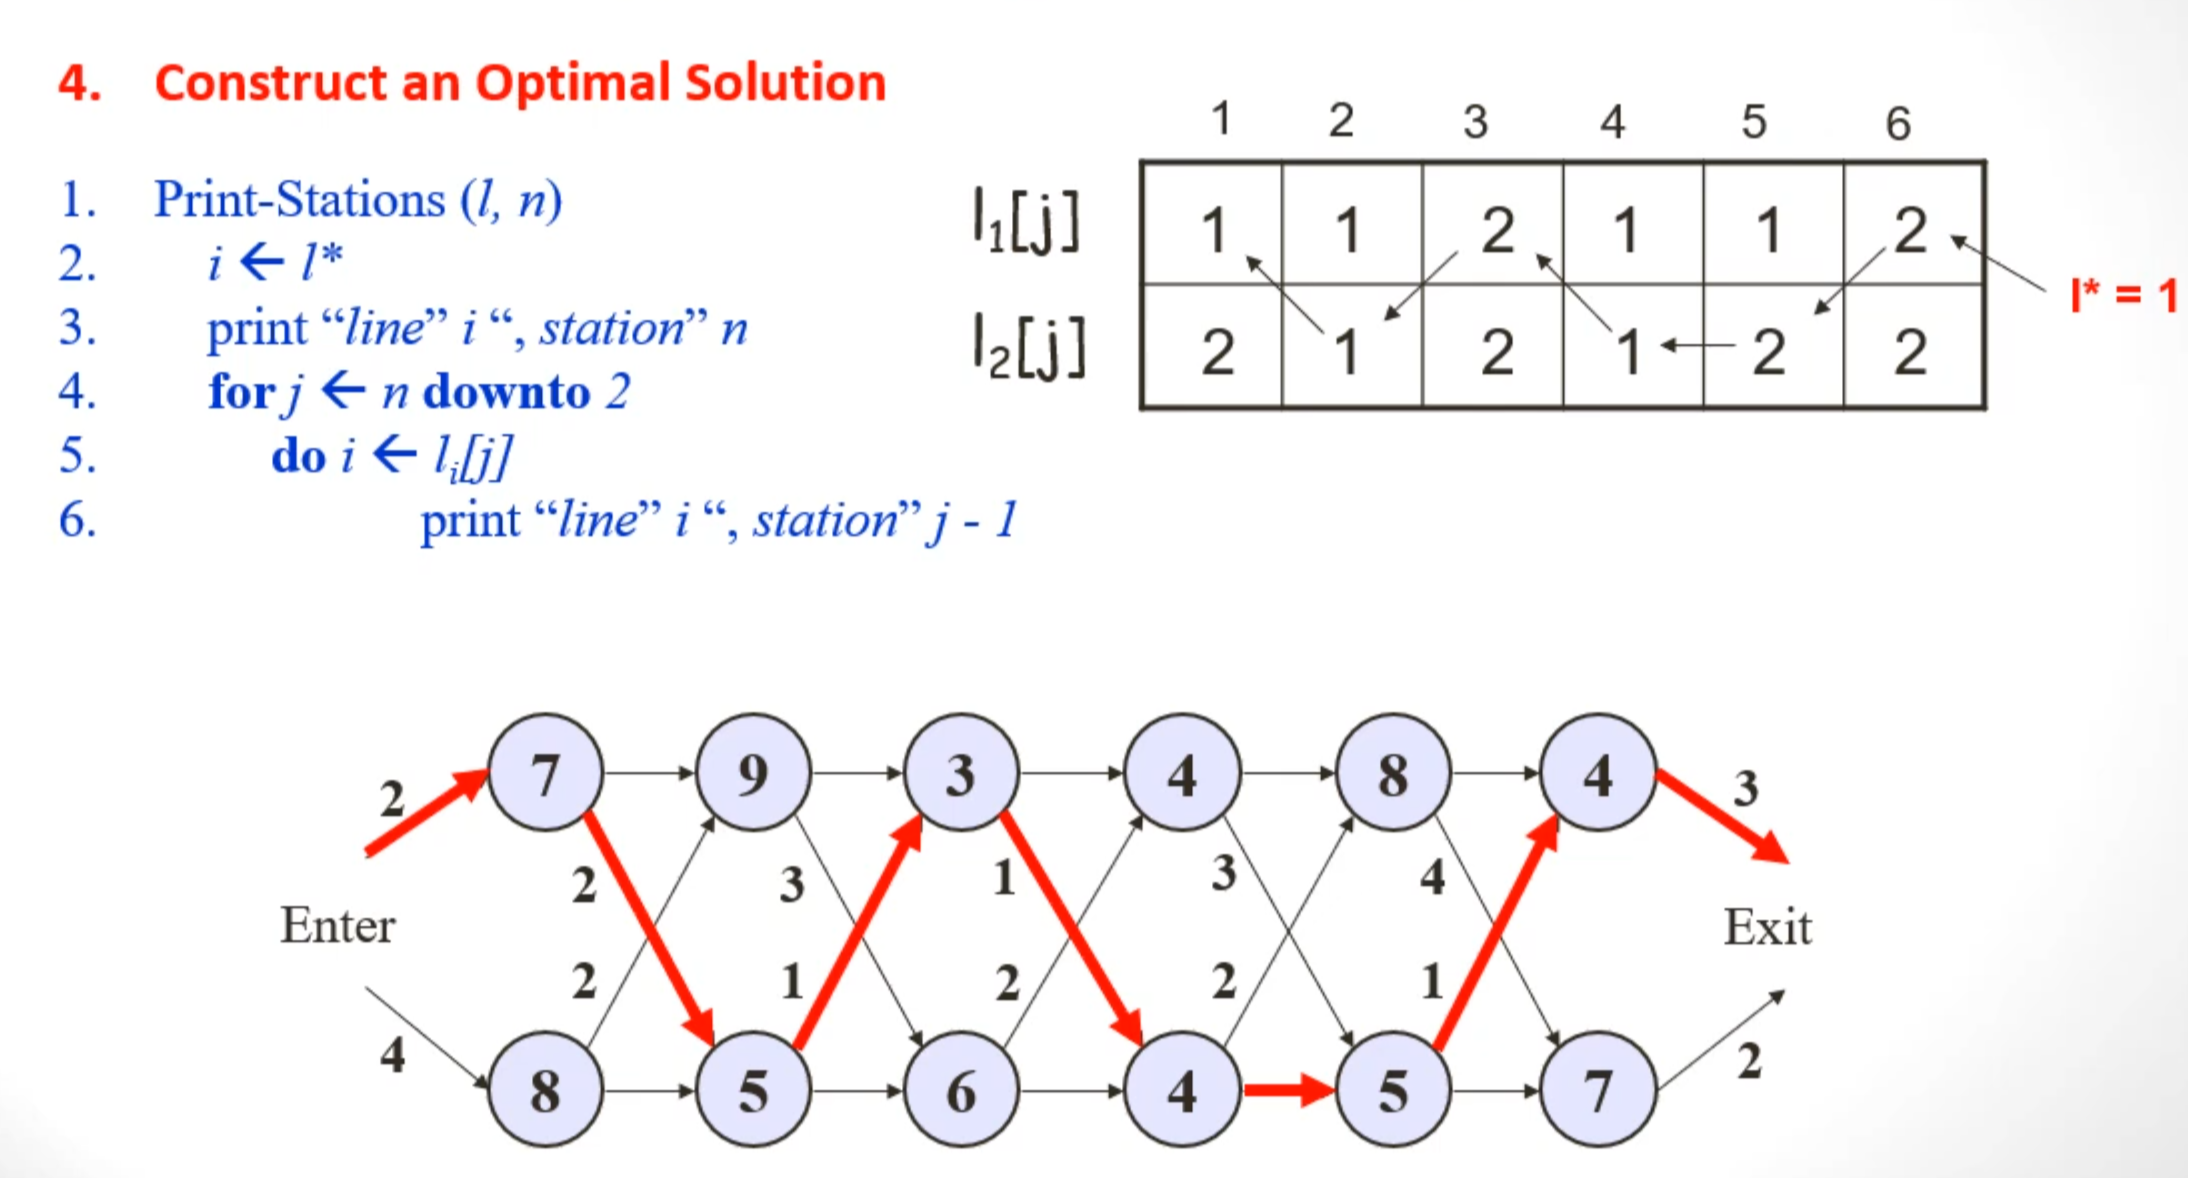 4. Construct an Optimal Solution
1. Print-Stations (l, n)
2. i ← l*
3. print “line” i “, station” n
4. for j ← n downto 2
5. do i ← lᵢ[j]
6. print “line” i “, station” j - 1
1 2 3 4 5 6
l₁[j] 1 1 2 1 1 2
l* = 1
l₂[j] 2 1 2 1 2 2
2 7 9 3 4 8 4 3
2 3 1 3 4
Enter Exit
2 1 2 2 1
4 8 5 6 4 5 7 2